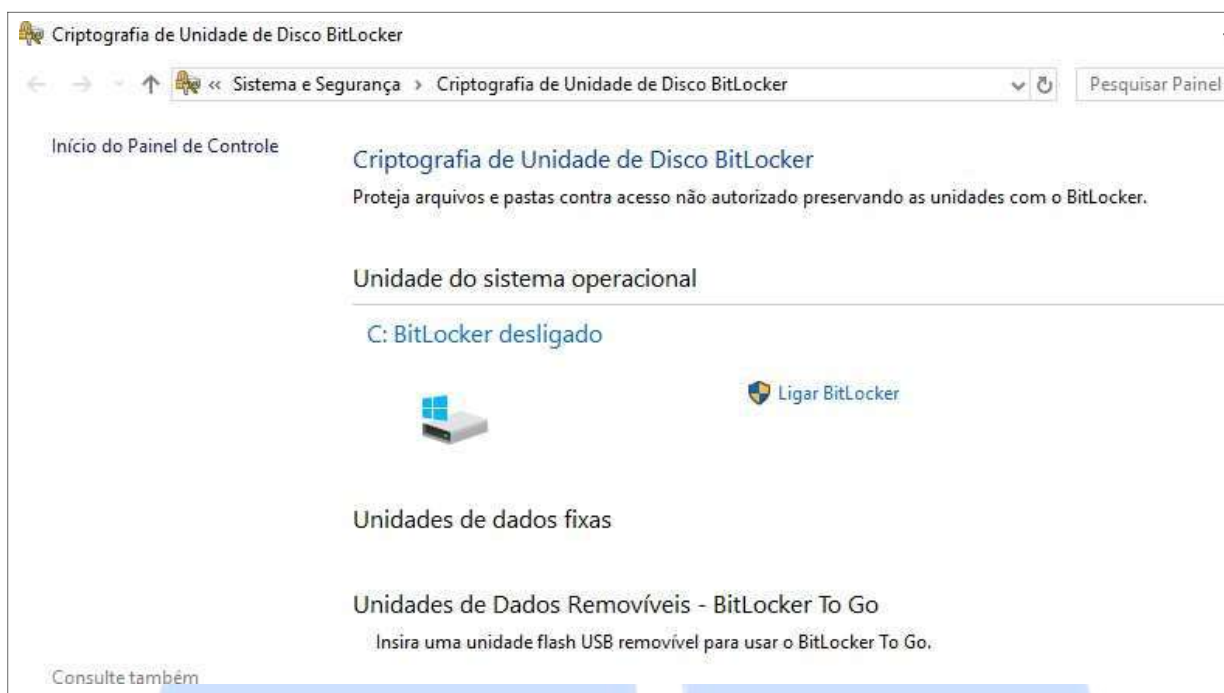 Criptografia de Unidade de Disco BitLocker
« Sistema e Segurança › Criptografia de Unidade de Disco BitLocker
Pesquisar Painel
Início do Painel de Controle
Criptografia de Unidade de Disco BitLocker
Proteja arquivos e pastas contra acesso não autorizado preservando as unidades com o BitLocker.
Unidade do sistema operacional
C: BitLocker desligado
Ligar BitLocker
Unidades de dados fixas
Unidades de Dados Removíveis - BitLocker To Go
Insira uma unidade flash USB removível para usar o BitLocker To Go.
Consulte também